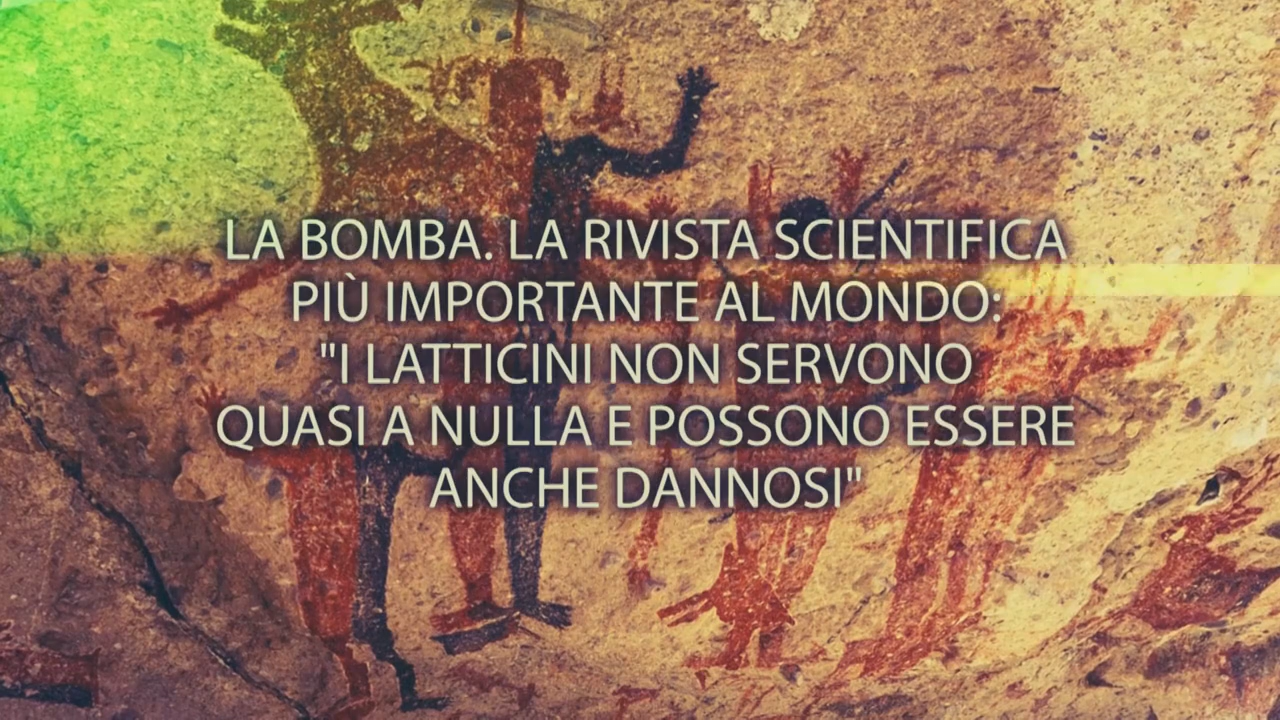 LA BOMBA. LA RIVISTA SCIENTIFICA
PIÙ IMPORTANTE AL MONDO:
"I LATTICINI NON SERVONO
QUASI A NULLA E POSSONO ESSERE
ANCHE DANNOSI"